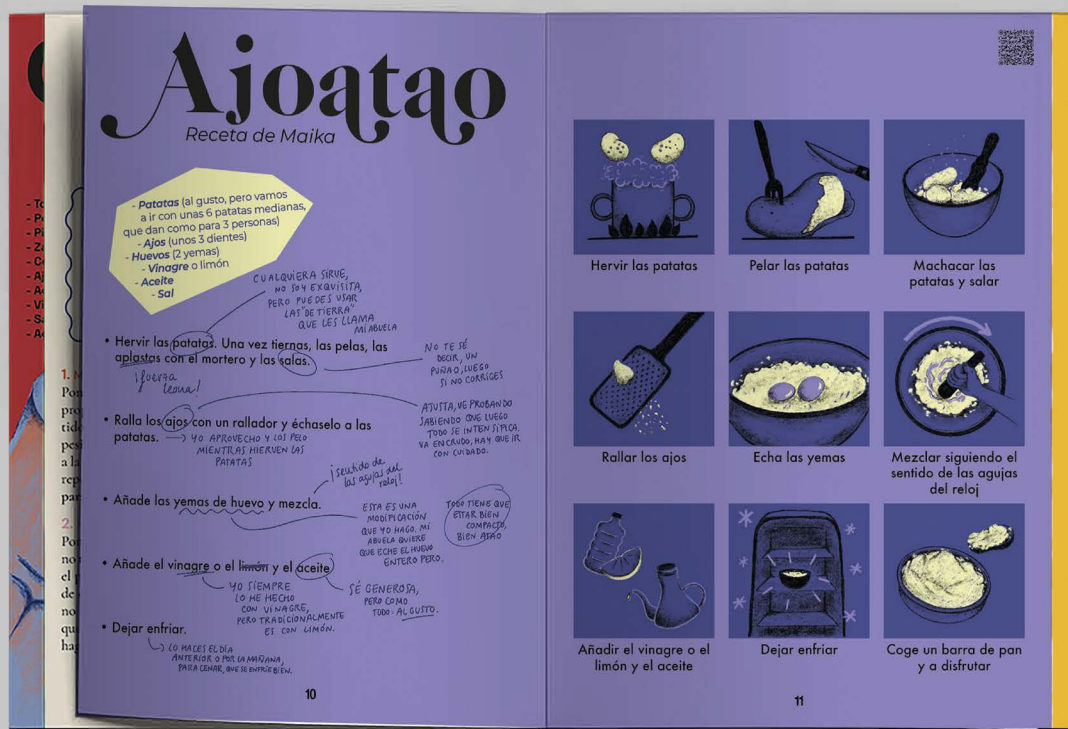 Ajoatao
Receta de Maika
- Patatas (al gusto, pero vamos
a ir con unas 6 patatas medianas,
que dan como para 3 personas)
- Ajos (unos 3 dientes)
- Huevos (2 yemas)
- Vinagre o limón
- Aceite
- Sal
CUALQUIERA SIRVE,
NO SOY EXQUISITA,
PERO PUEDES USAR
LAS "DE TIERRA"
QUE LES LLAMA
MI ABUELA
• Hervir las patatas. Una vez tiernas, las pelas, las
aplastas con el mortero y las salas.
¡fuerza
leona!
NO TE SÉ
DECIR, UN
PUÑAO, LUEGO
SI NO CORRIGES
• Ralla los ajos con un rallador y échaselo a las
patatas.
YO APROVECHO Y LOS PELO
MIENTRAS HIERVEN LAS
PATATAS
AJUSTA, VE PROBANDO
SABIENDO QUE LUEGO
TODO SE INTENSIFICA.
VA EN CRUDO, HAY QUE IR
CON CUIDADO.
• Añade las yemas de huevo y mezcla.
¡sentido de
las agujas del
reloj!
ESTA ES UNA
MODIFICACIÓN
QUE YO HAGO. MI
ABUELA QUIERE
QUE ECHE EL HUEVO
ENTERO PERO.
TODO TIENE QUE
ESTAR BIEN
COMPACTO,
BIEN ATAO
• Añade el vinagre o el limón y el aceite
YO SIEMPRE
LO HE HECHO
CON VINAGRE,
PERO TRADICIONALMENTE
ES CON LIMÓN.
SÉ GENEROSA,
PERO COMO
TODO: AL GUSTO.
• Dejar enfriar.
LO HACES EL DÍA
ANTERIOR O POR LA MAÑANA,
PARA CENAR, QUE SE ENFRÍE BIEN.
10
Hervir las patatas
Pelar las patatas
Machacar las
patatas y salar
Rallar los ajos
Echa las yemas
Mezclar siguiendo el
sentido de las agujas
del reloj
Añadir el vinagre o el
limón y el aceite
Dejar enfriar
Coge un barra de pan
y a disfrutar
11